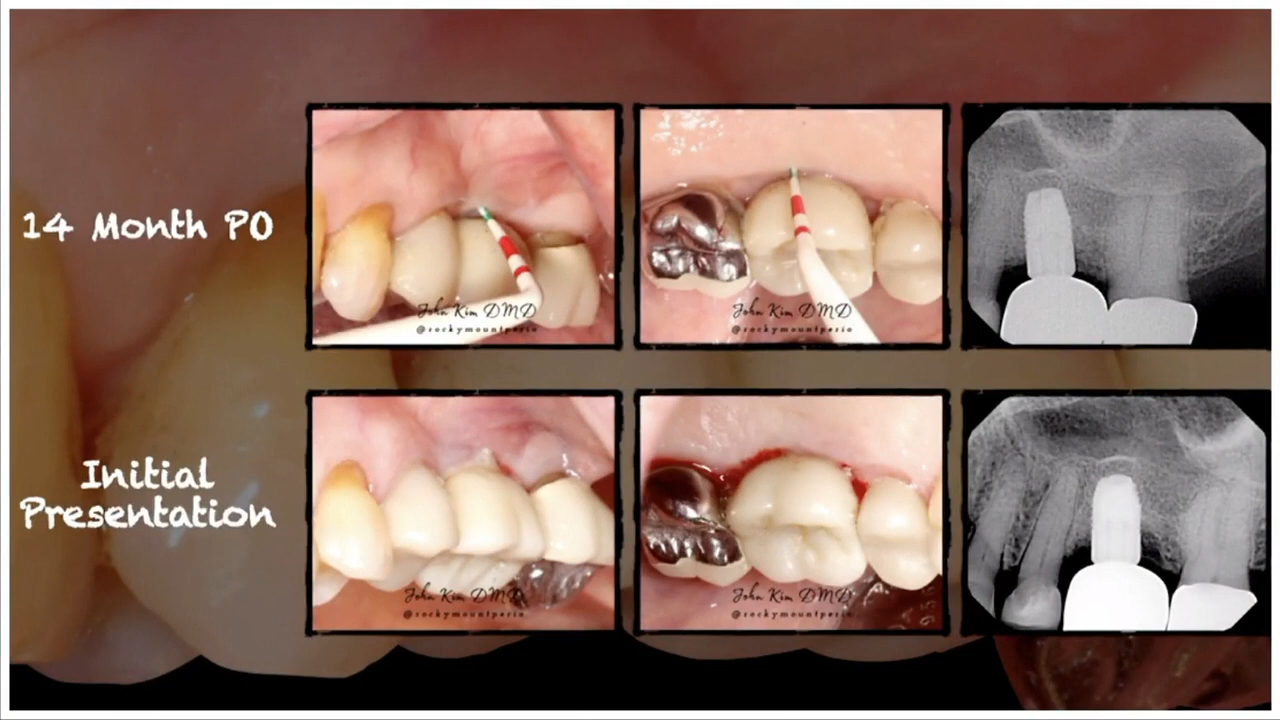 14 Month PO
John Kim DMD
@rockymountperio
John Kim DMD
@rockymountperio
Initial
Presentation
John Kim DMD
@rockymountperio
John Kim DMD
@rockymountperio